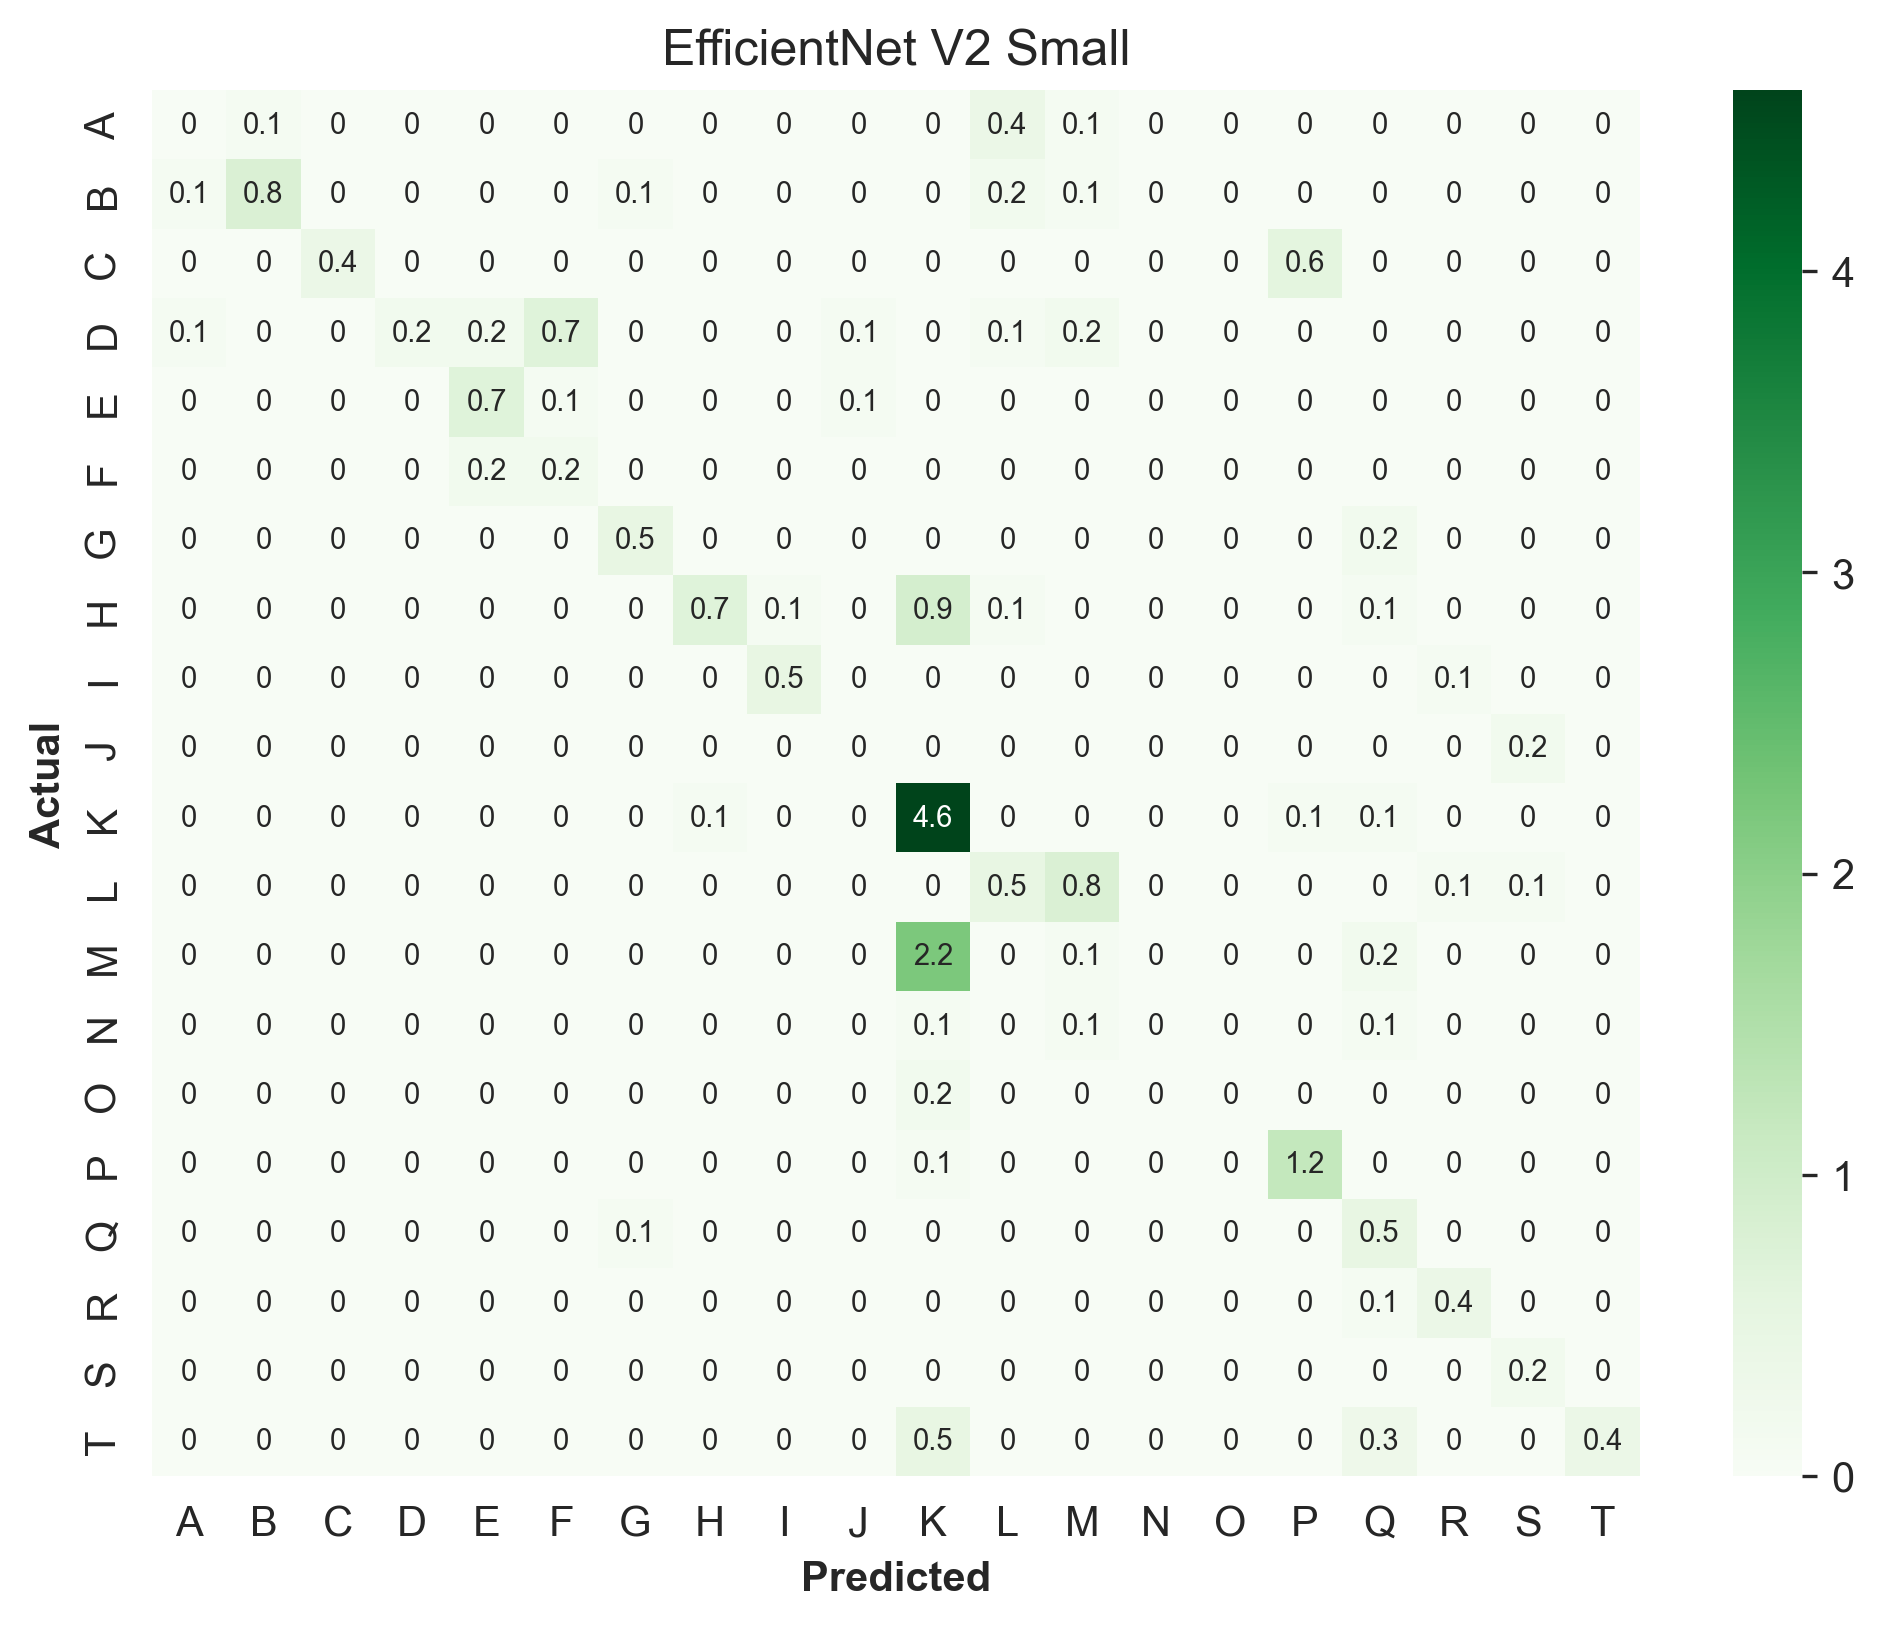 EfficientNet V2 Small
A 0 0.1 0 0 0 0 0 0 0 0 0 0.4 0.1 0 0 0 0 0 0 0
B 0.1 0.8 0 0 0 0 0.1 0 0 0 0 0.2 0.1 0 0 0 0 0 0 0
C 0 0 0.4 0 0 0 0 0 0 0 0 0 0 0 0 0.6 0 0 0 0
D 0.1 0 0 0.2 0.2 0.7 0 0 0 0.1 0 0.1 0.2 0 0 0 0 0 0 0
E 0 0 0 0 0.7 0.1 0 0 0 0.1 0 0 0 0 0 0 0 0 0 0
F 0 0 0 0 0.2 0.2 0 0 0 0 0 0 0 0 0 0 0 0 0 0
G 0 0 0 0 0 0 0.5 0 0 0 0 0 0 0 0 0 0.2 0 0 0
H 0 0 0 0 0 0 0 0.7 0.1 0 0.9 0.1 0 0 0 0 0.1 0 0 0
I 0 0 0 0 0 0 0 0 0.5 0 0 0 0 0 0 0 0 0.1 0 0
J 0 0 0 0 0 0 0 0 0 0 0 0 0 0 0 0 0 0 0.2 0
K 0 0 0 0 0 0 0 0.1 0 0 4.6 0 0 0 0 0.1 0.1 0 0 0
L 0 0 0 0 0 0 0 0 0 0 0 0.5 0.8 0 0 0 0 0.1 0.1 0
M 0 0 0 0 0 0 0 0 0 0 2.2 0 0.1 0 0 0 0.2 0 0 0
N 0 0 0 0 0 0 0 0 0 0 0.1 0 0.1 0 0 0 0.1 0 0 0
O 0 0 0 0 0 0 0 0 0 0 0.2 0 0 0 0 0 0 0 0 0
P 0 0 0 0 0 0 0 0 0 0 0.1 0 0 0 0 1.2 0 0 0 0
Q 0 0 0 0 0 0 0.1 0 0 0 0 0 0 0 0 0 0.5 0 0 0
R 0 0 0 0 0 0 0 0 0 0 0 0 0 0 0 0 0.1 0.4 0 0
S 0 0 0 0 0 0 0 0 0 0 0 0 0 0 0 0 0 0 0.2 0
T 0 0 0 0 0 0 0 0 0 0 0.5 0 0 0 0 0 0.3 0 0 0.4
A B C D E F G H I J K L M N O P Q R S T
Predicted
Actual
4
3
2
1
0